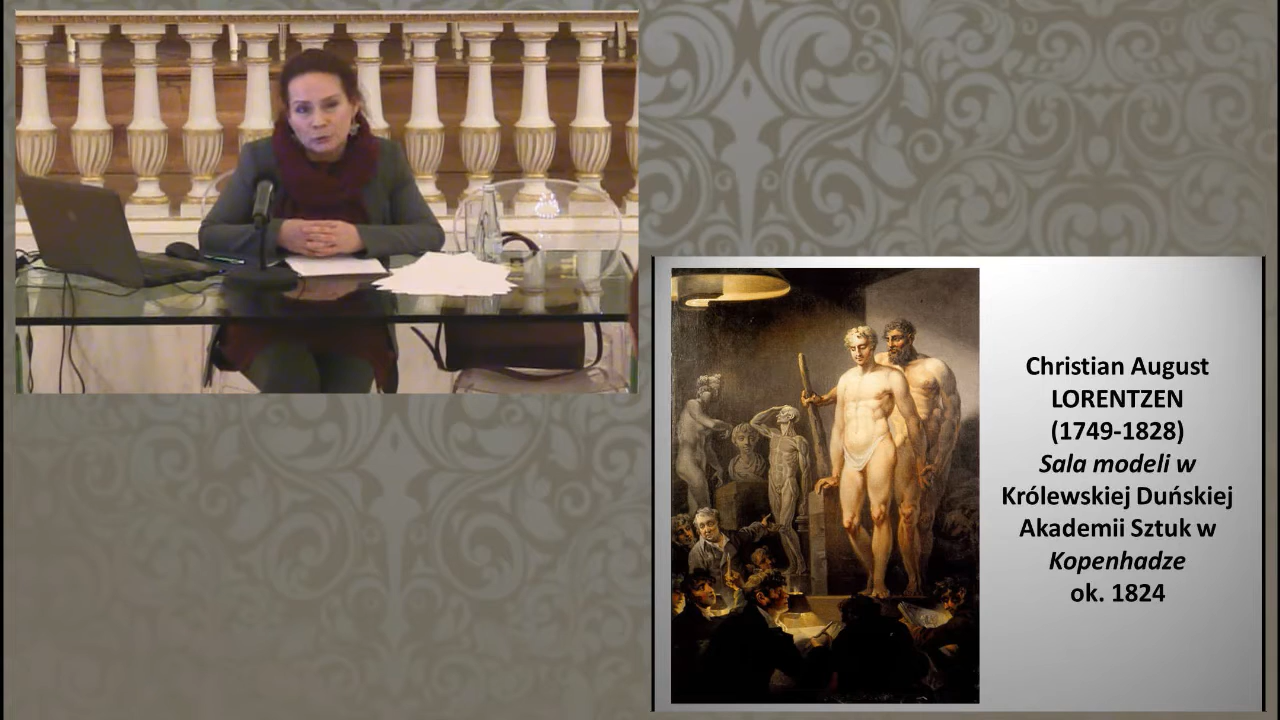 Christian August
LORENTZEN
(1749-1828)
Sala modeli w
Królewskiej Duńskiej
Akademii Sztuk w
Kopenhadze
ok. 1824